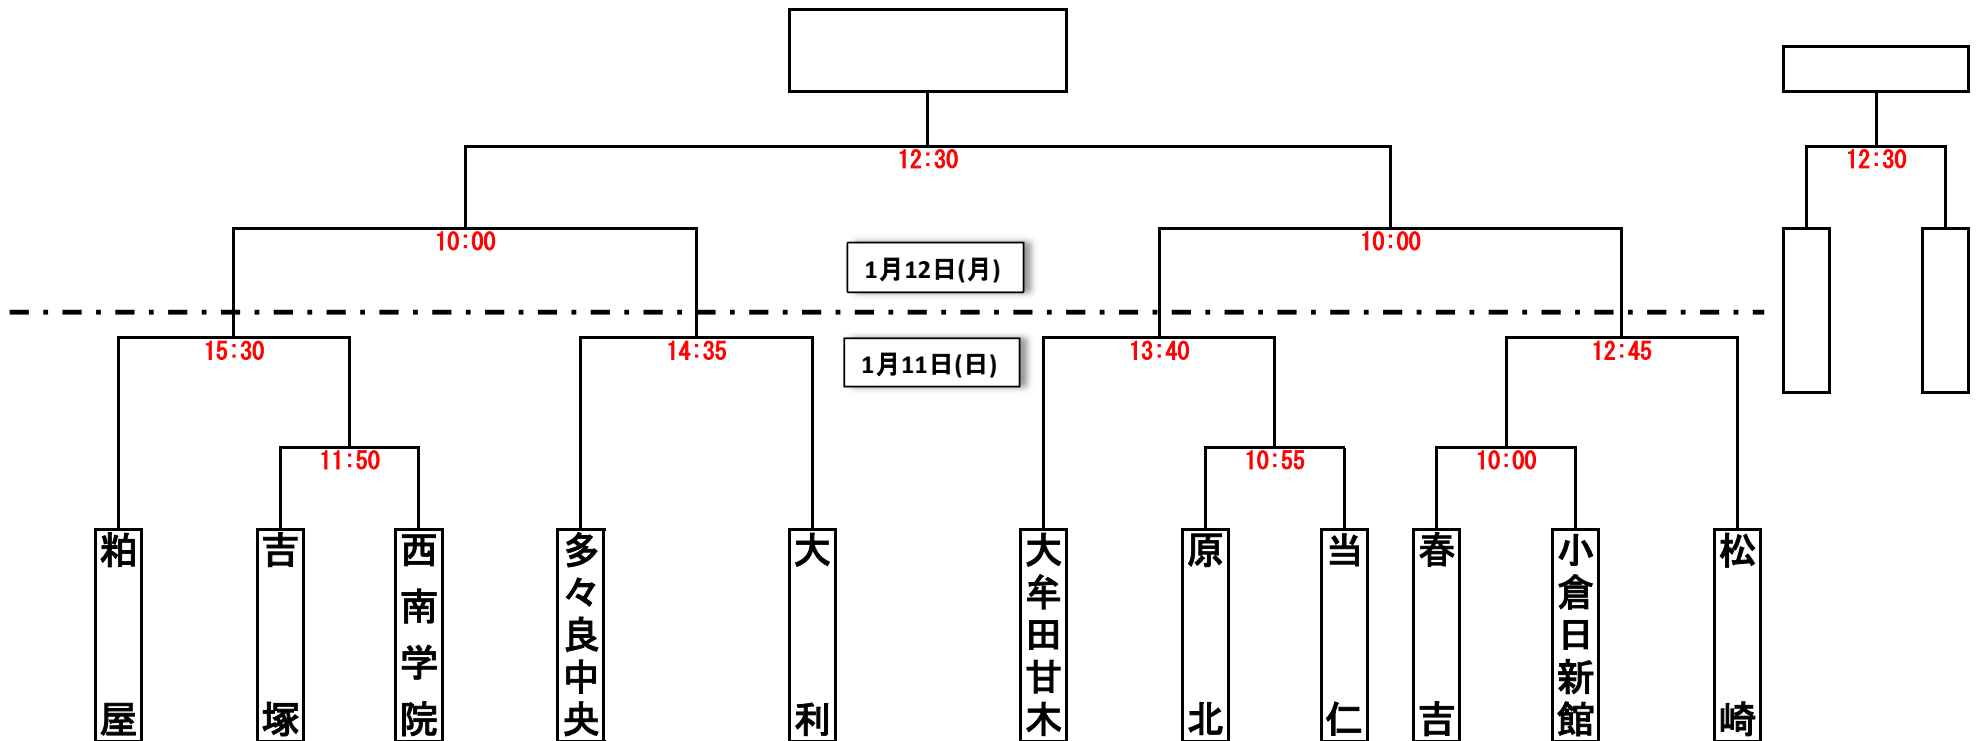 12:30
12:30
10:00
10:00
1月12日(月)
15:30
14:35
1月11日(日)
13:40
12:45
11:50
10:55
10:00
粕屋
吉塚
西南学院
多々良中央
大利
大牟田甘木
原北
当仁
春吉
小倉日新館
松崎